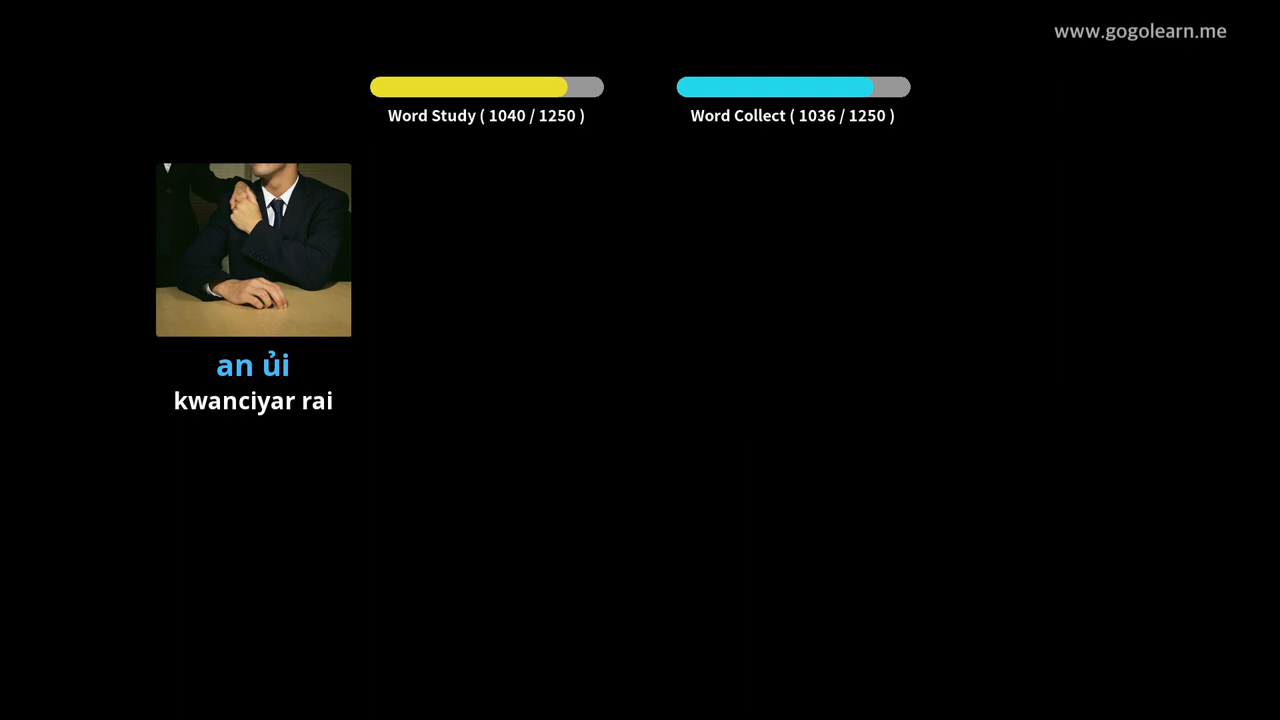 www.gogolearn.me
Word Study ( 1040 / 1250 )
Word Collect ( 1036 / 1250 )
an ủi
kwanciyar rai